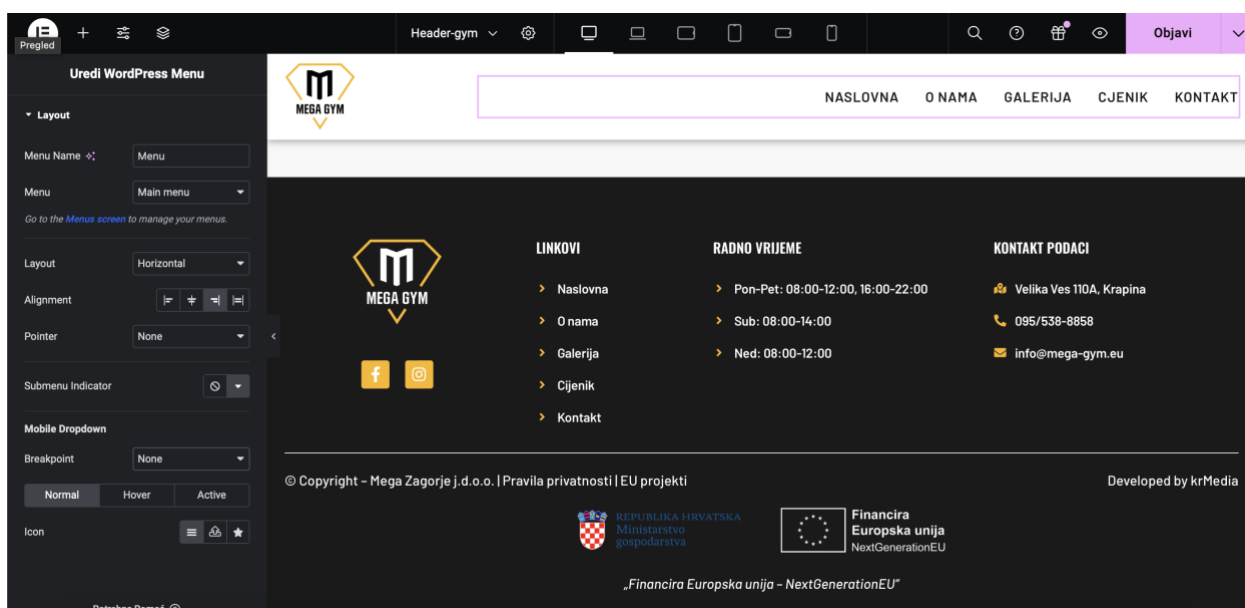 Header-gym
Objavi
Pregled
Uredi WordPress Menu
Layout
Menu Name
Menu
Menu
Main menu
Go to the Menus screen to manage your menus.
Layout
Horizontal
Alignment
Pointer
None
Submenu Indicator
Mobile Dropdown
Breakpoint
None
Normal
Hover
Active
Icon
MEGA GYM
NASLOVNA
O NAMA
GALERIJA
CJENIK
KONTAKT
MEGA GYM
LINKOVI
Naslovna
O nama
Galerija
Cijenik
Kontakt
RADNO VRIJEME
Pon-Pet: 08:00-12:00, 16:00-22:00
Sub: 08:00-14:00
Ned: 08:00-12:00
KONTAKT PODACI
Velika Ves 110A, Krapina
095/538-8858
info@mega-gym.eu
© Copyright – Mega Zagorje j.d.o.o. | Pravila privatnosti | EU projekti
Developed by krMedia
REPUBLIKA HRVATSKA
Ministarstvo
gospodarstva
Financira
Europska unija
NextGenerationEU
„Financira Europska unija – NextGenerationEU"